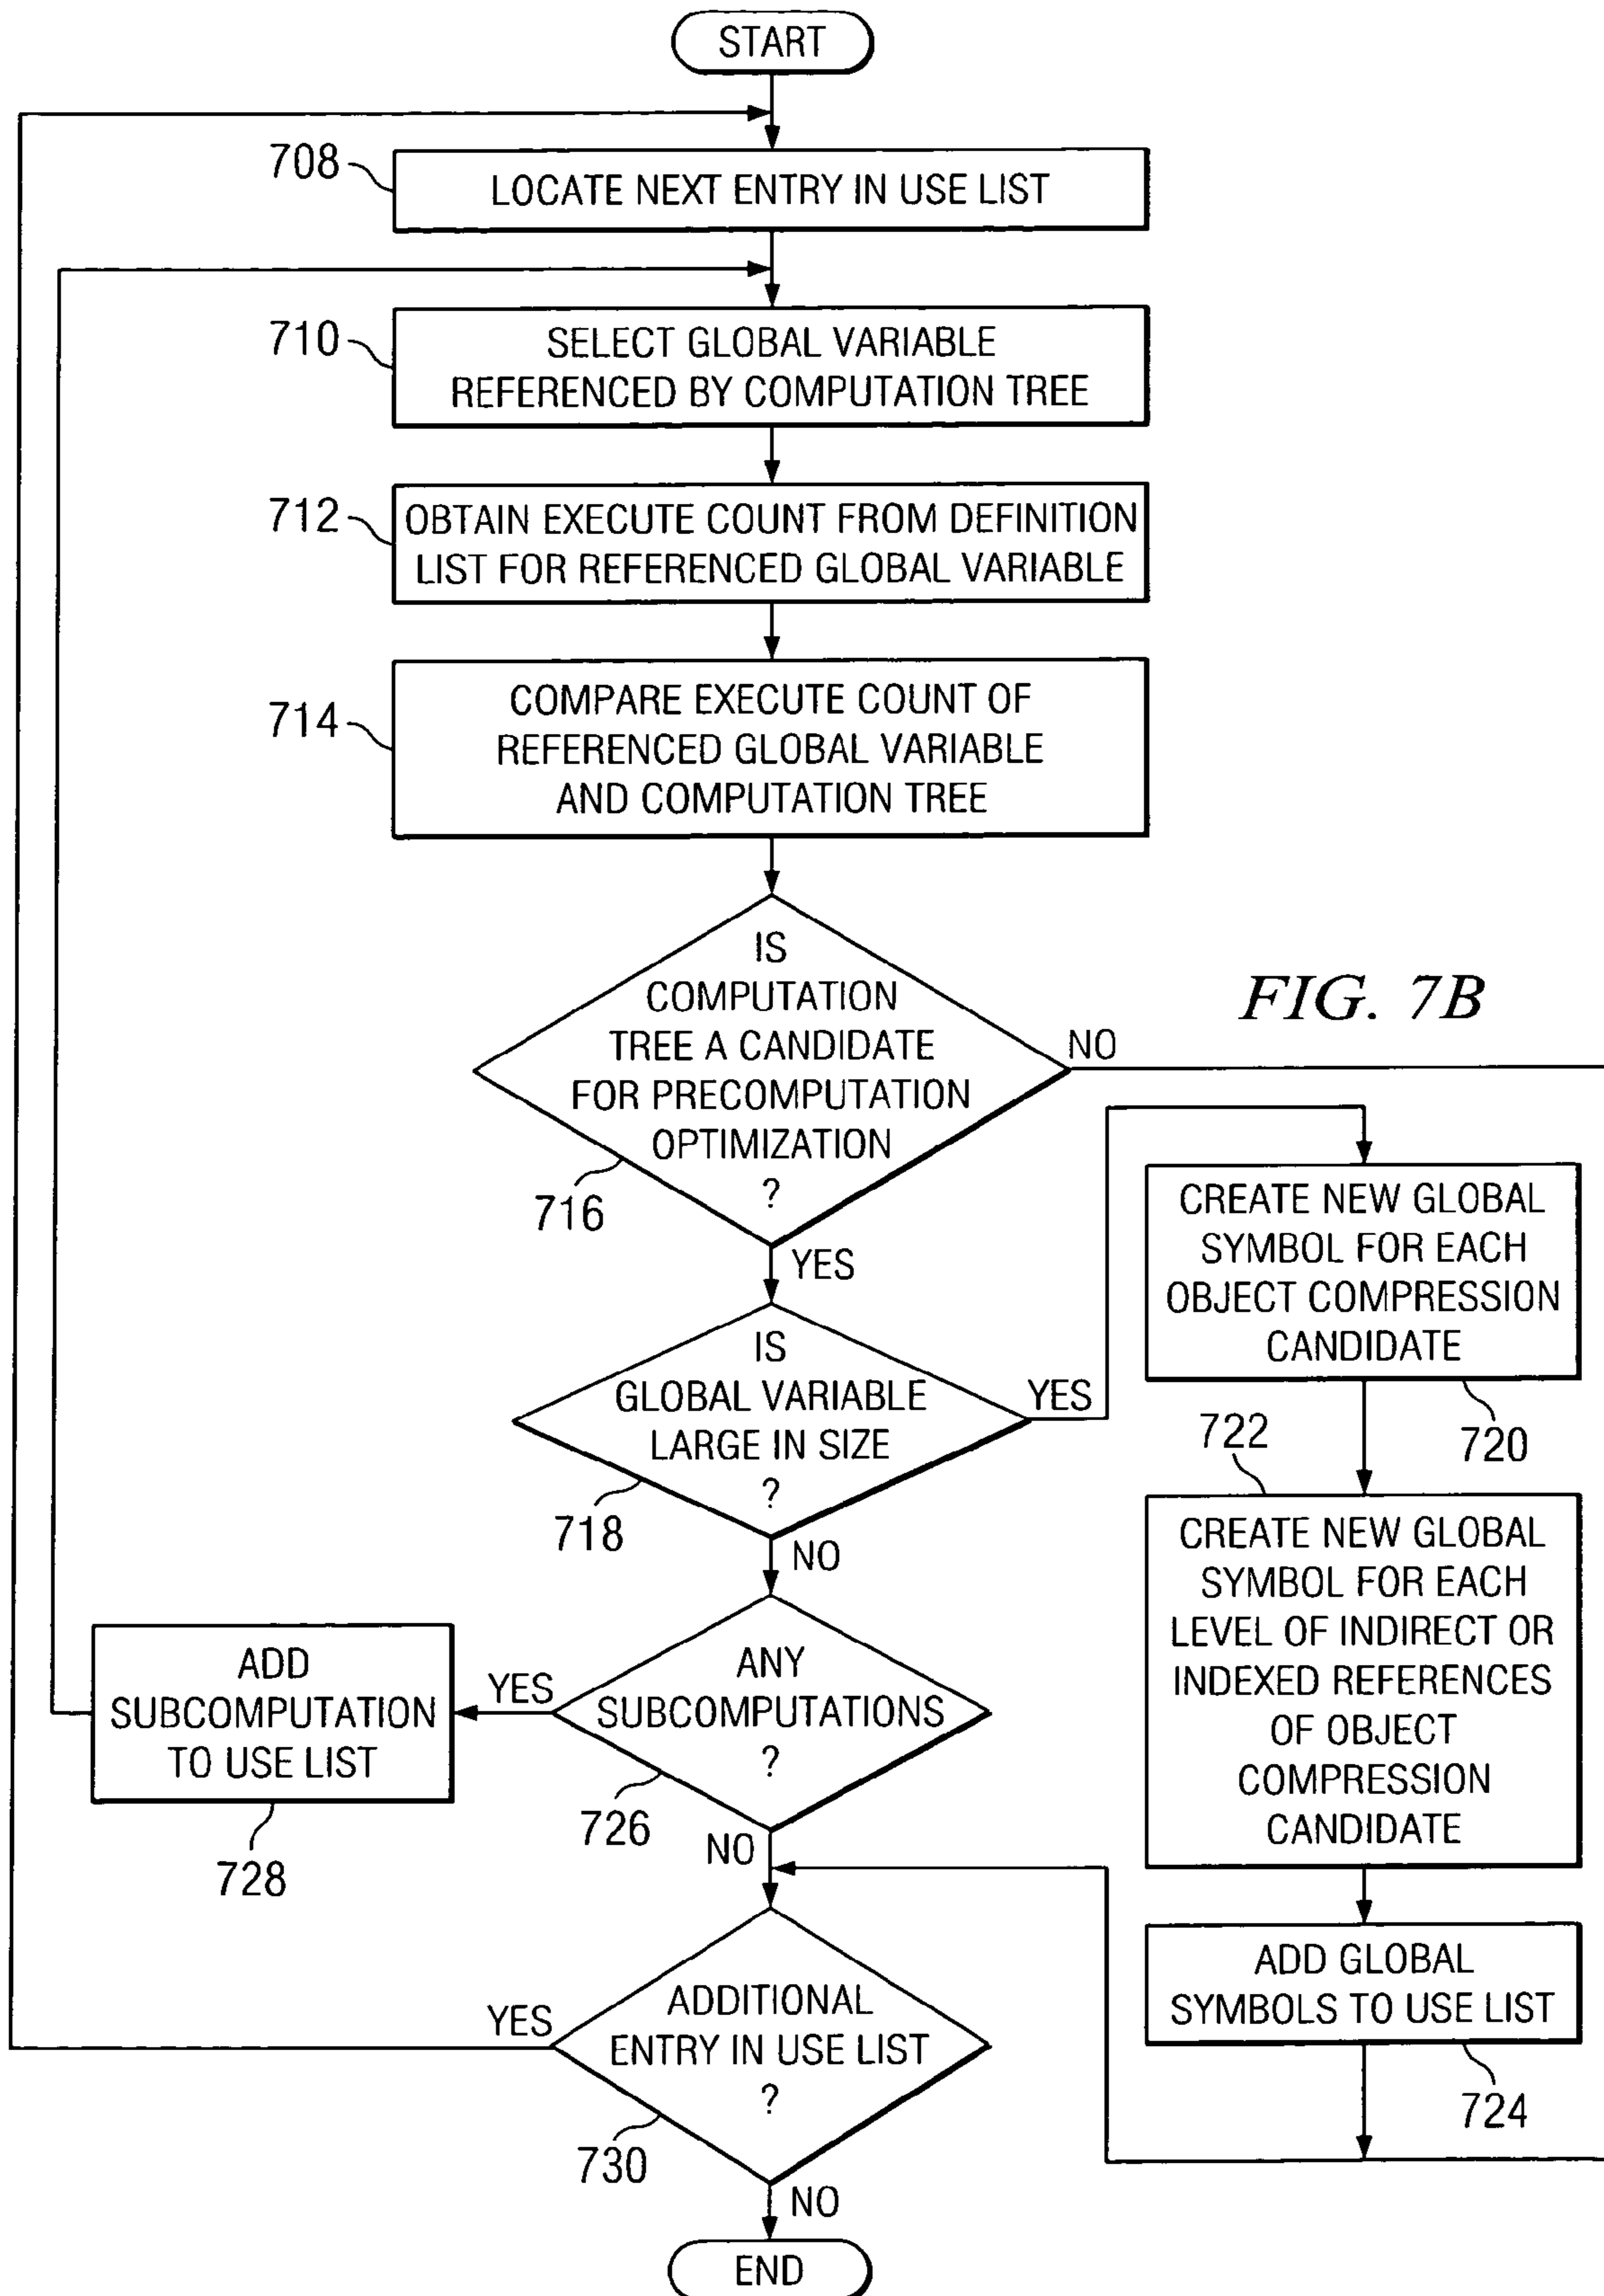 START
708
LOCATE NEXT ENTRY IN USE LIST
710
SELECT GLOBAL VARIABLE
REFERENCED BY COMPUTATION TREE
712
OBTAIN EXECUTE COUNT FROM DEFINITION
LIST FOR REFERENCED GLOBAL VARIABLE
714
COMPARE EXECUTE COUNT OF
REFERENCED GLOBAL VARIABLE
AND COMPUTATION TREE
IS
COMPUTATION
TREE A CANDIDATE
FOR PRECOMPUTATION
OPTIMIZATION
?
716
NO
YES
FIG. 7B
IS
GLOBAL VARIABLE
LARGE IN SIZE
?
718
YES
NO
CREATE NEW GLOBAL
SYMBOL FOR EACH
OBJECT COMPRESSION
CANDIDATE
720
722
CREATE NEW GLOBAL
SYMBOL FOR EACH
LEVEL OF INDIRECT OR
INDEXED REFERENCES
OF OBJECT
COMPRESSION
CANDIDATE
ADD GLOBAL
SYMBOLS TO USE LIST
724
ANY
SUBCOMPUTATIONS
?
726
YES
NO
ADD
SUBCOMPUTATION
TO USE LIST
728
ADDITIONAL
ENTRY IN USE LIST
?
730
YES
NO
END